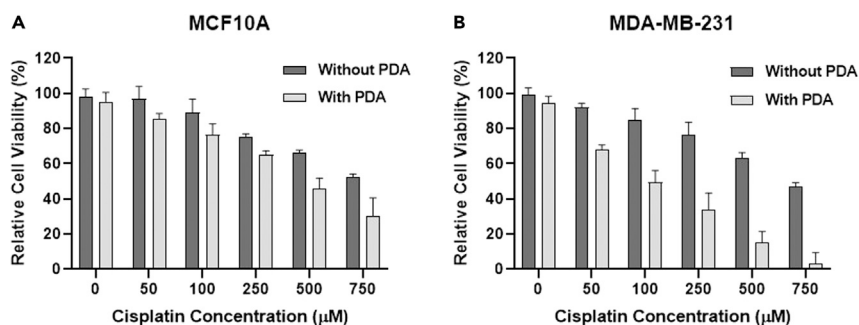 A
MCF10A
Relative Cell Viability (%)
120
100
80
60
40
20
0
Without PDA
With PDA
0 50 100 250 500 750
Cisplatin Concentration (μM)
B
MDA-MB-231
Relative Cell Viability (%)
120
100
80
60
40
20
0
Without PDA
With PDA
0 50 100 250 500 750
Cisplatin Concentration (μM)